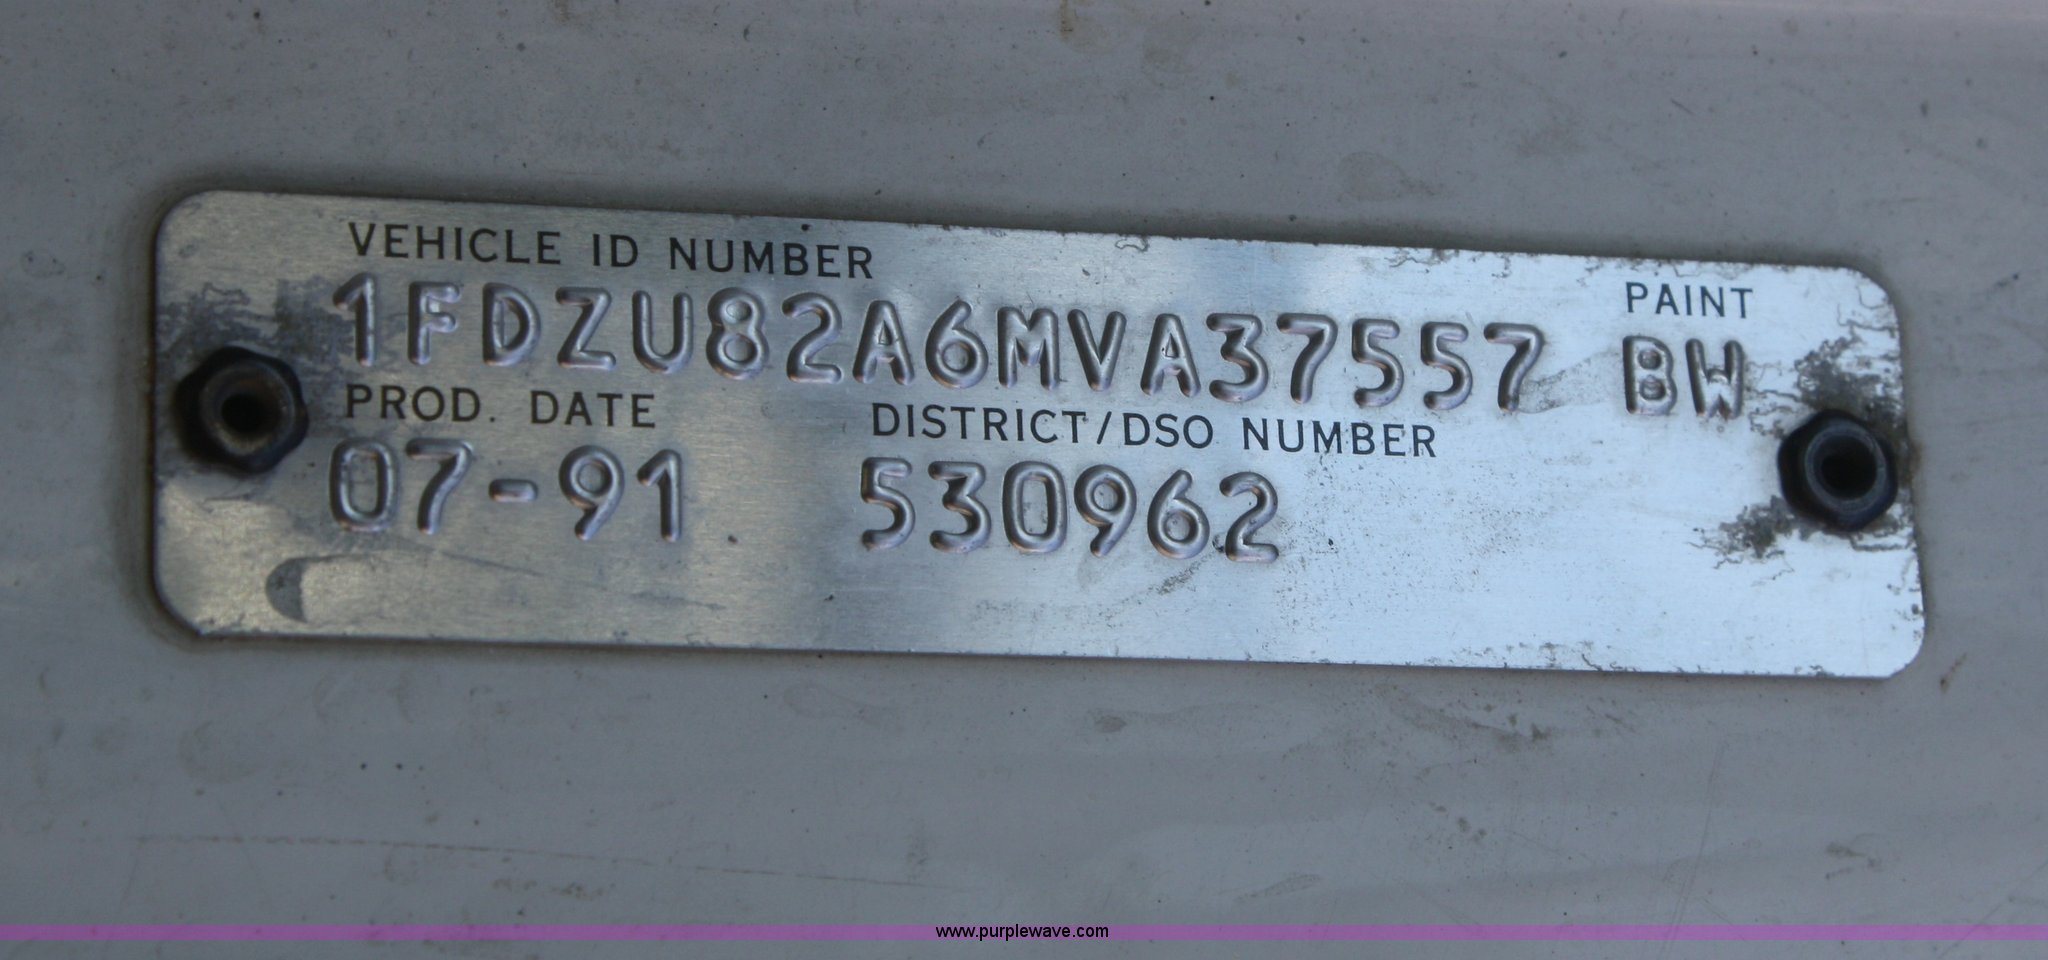 VEHICLE ID NUMBER
PAINT
1FDZU82A6MVA37557 BW
PROD. DATE DISTRICT/DSO NUMBER
07-91 530962
www.purplewave.com